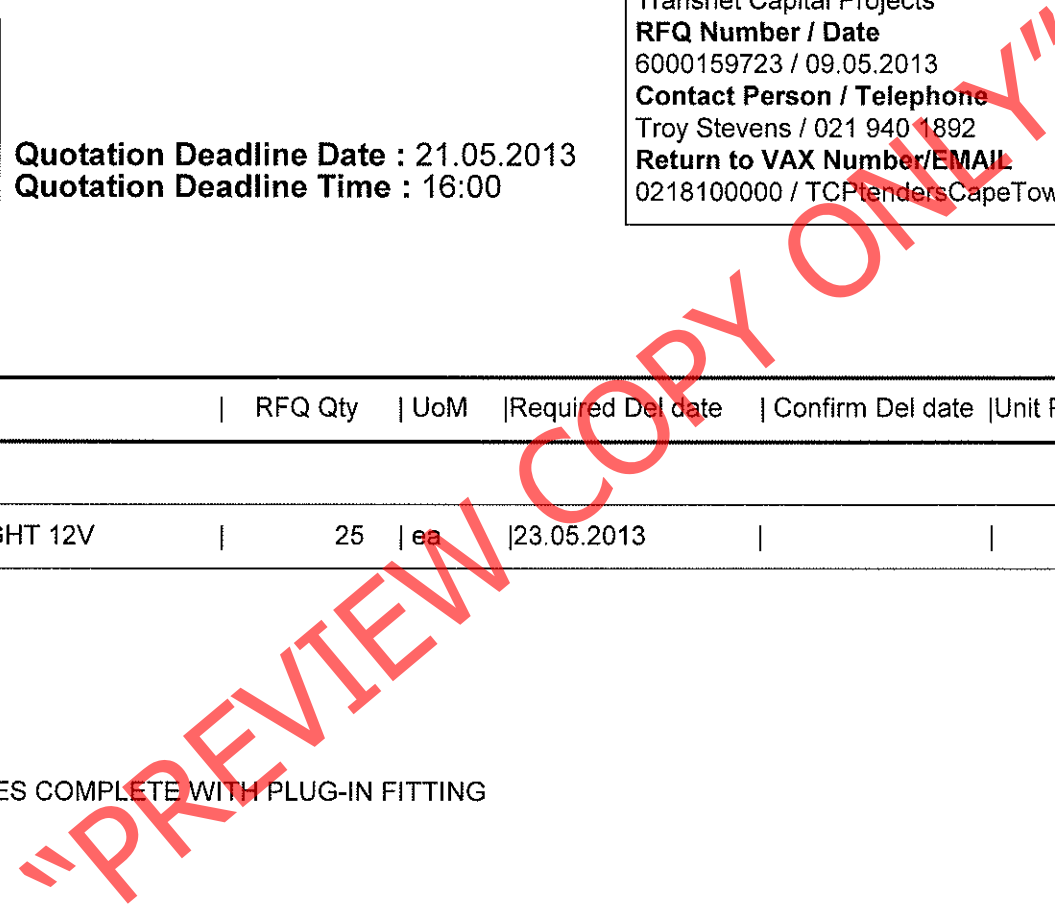 Transnet Capital Projects
RFQ Number / Date
6000159723 / 09.05.2013
Contact Person / Telephone
Troy Stevens / 021 940 1892
Return to VAX Number/EMAIL
0218100000 / TCPtendersCapeTow
Quotation Deadline Date : 21.05.2013
Quotation Deadline Time : 16:00
| RFQ Qty | UoM |Required Del date | Confirm Del date |Unit
GHT 12V | 25 | ea |23.05.2013 | |
ES COMPLETE WITH PLUG-IN FITTING
"PREVIEW COPY ONLY"